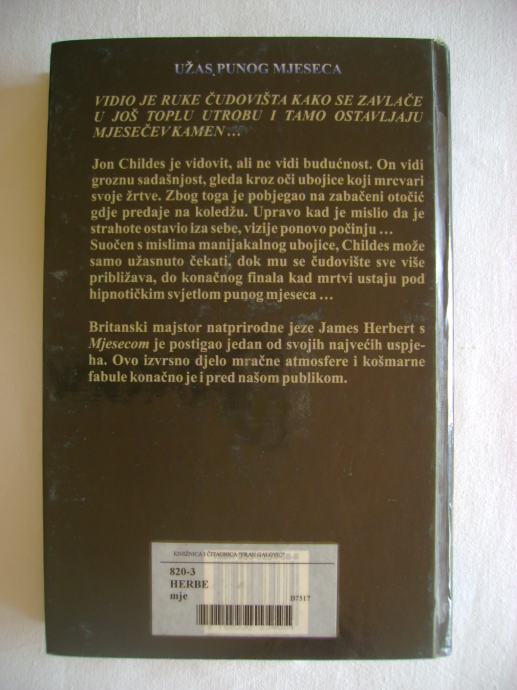 UŽAS PUNOG MJESECA
VIDIO JE RUKE ČUDOVIŠTA KAKO SE ZAVLAČE
U JOŠ TOPLU UTROBU I TAMO OSTAVLJAJU
MJESEČEV KAMEN ...
Jon Childes je vidovit, ali ne vidi budućnost. On vidi
groznu sadašnjost, gleda kroz oči ubojice koji mrcvari
svoje žrtve. Zbog toga je pobjegao na zabačeni otočić
gdje predaje na koledžu. Upravo kad je mislio da je
strahote ostavio iza sebe, vizije ponovo počinju ...
Suočen s mislima manijakalnog ubojice, Childes može
samo užasnuto čekati, dok mu se čudovište sve više
približava, do konačnog finala kad mrtvi ustaju pod
hipnotičkim svjetlom punog mjeseca ...
Britanski majstor natprirodne jeze James Herbert s
Mjesecom je postigao jedan od svojih najvećih uspje-
ha. Ovo izvrsno djelo mračne atmosfere i košmarne
fabule konačno je i pred našom publikom.
KNJIŽNICA I ČITAONICA "FRAN GALOVIĆ"
820-3
HERBE
mje
B7517